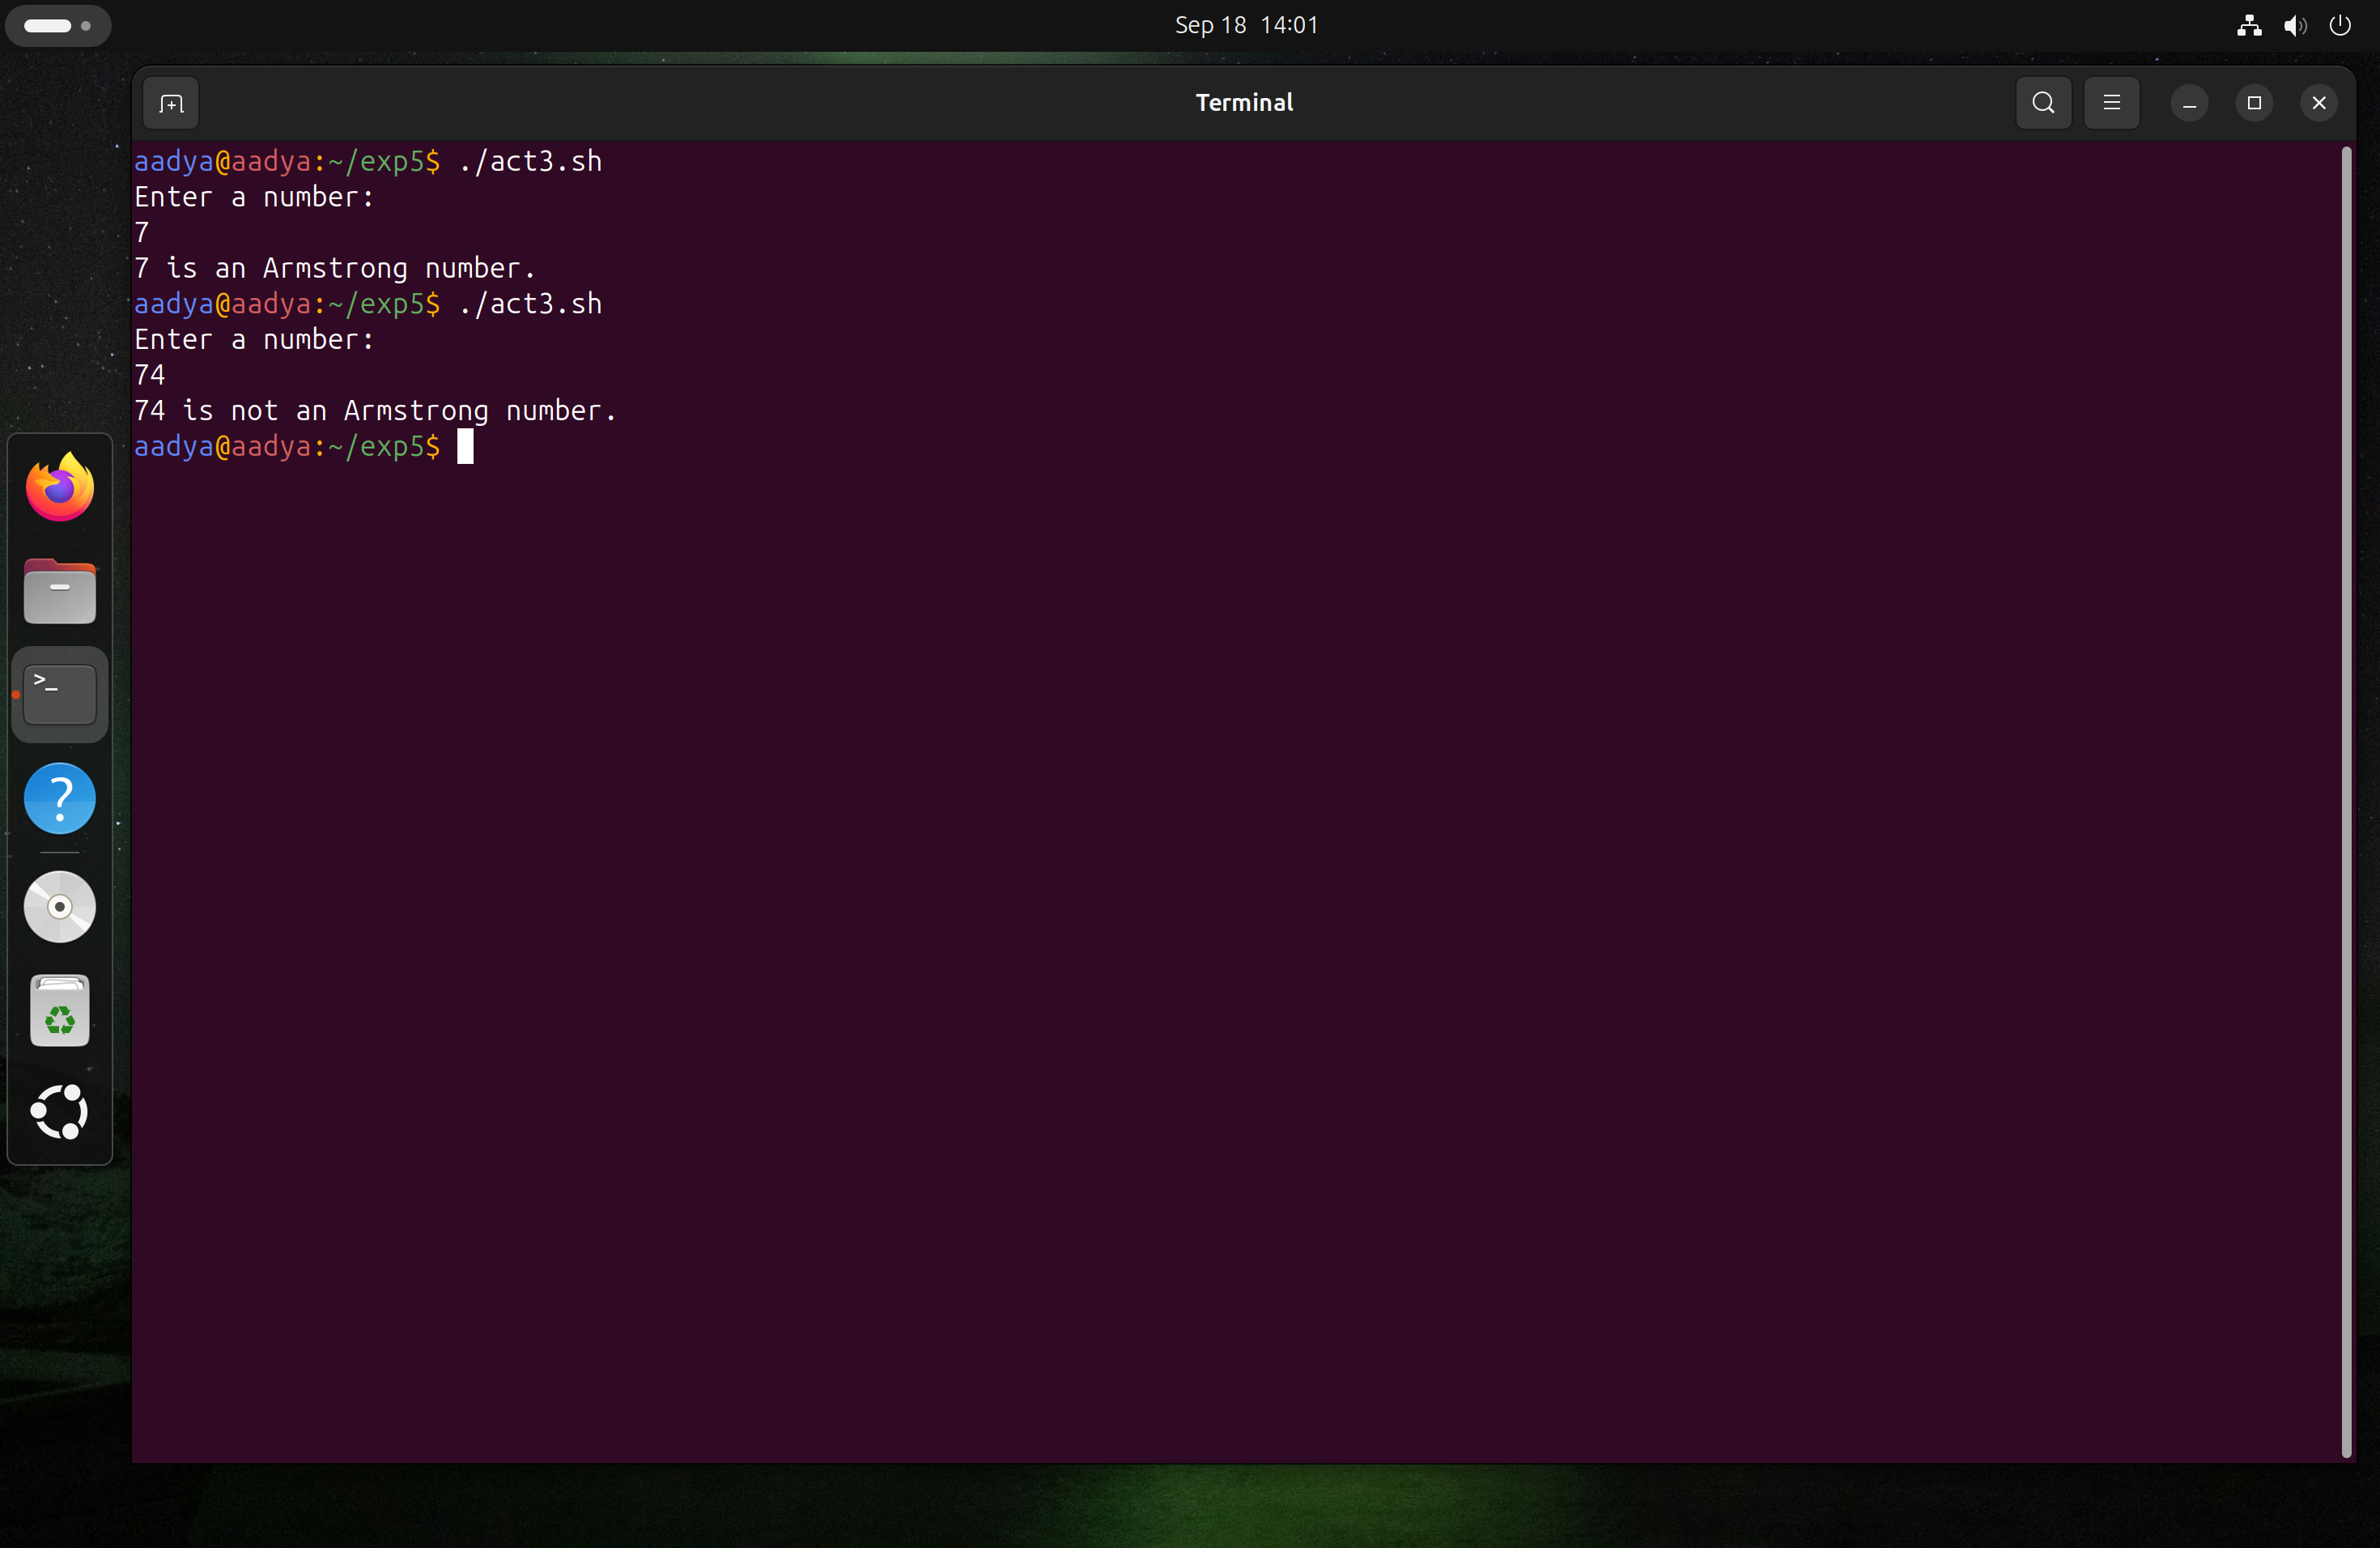 Sep 18 14:01
Terminal
aadya@aadya:~/exp5$ ./act3.sh
Enter a number:
7
7 is an Armstrong number.
aadya@aadya:~/exp5$ ./act3.sh
Enter a number:
74
74 is not an Armstrong number.
aadya@aadya:~/exp5$